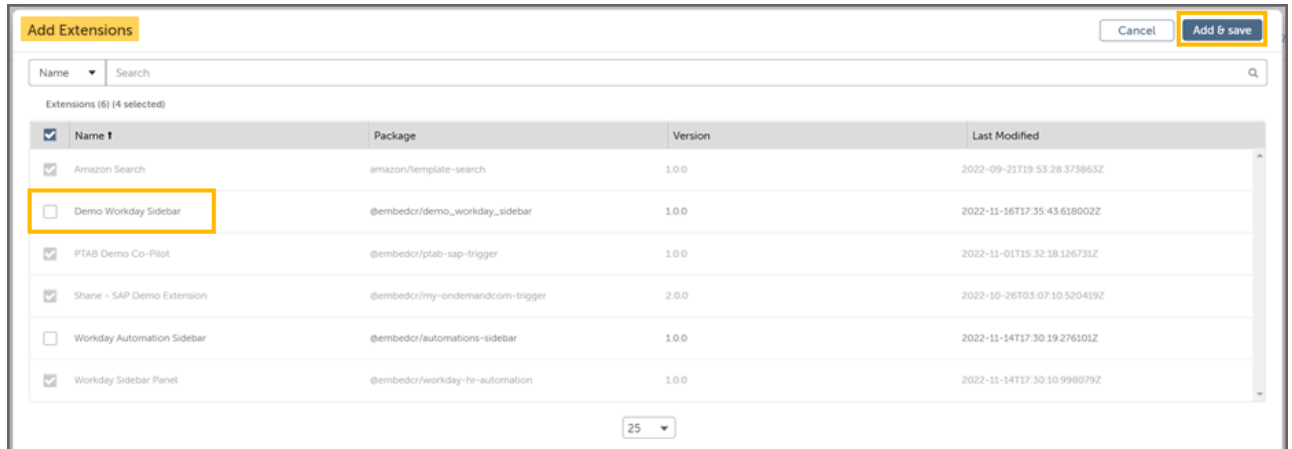 Add Extensions Cancel Add & save
Name Search
Extensions (6) (4 selected)
Name Package Version Last Modified
Amazon Search amazon/template-search 1.0.0 2022-09-21T19:53:28.373863Z
Demo Workday Sidebar @embedcr/demo_workday_sidebar 1.0.0 2022-11-16T17:35:43.618002Z
PTAB Demo Co-Pilot @embedcr/ptab-sap-trigger 1.0.0 2022-11-01T15:32:18.126731Z
Shane - SAP Demo Extension @embedcr/my-ondemandcom-trigger 2.0.0 2022-10-26T03:07:10.520419Z
Workday Automation Sidebar @embedcr/automations-sidebar 1.0.0 2022-11-14T17:30:19.276101Z
Workday Sidebar Panel @embedcr/workday-hr-automation 1.0.0 2022-11-14T17:30:10.998079Z
25